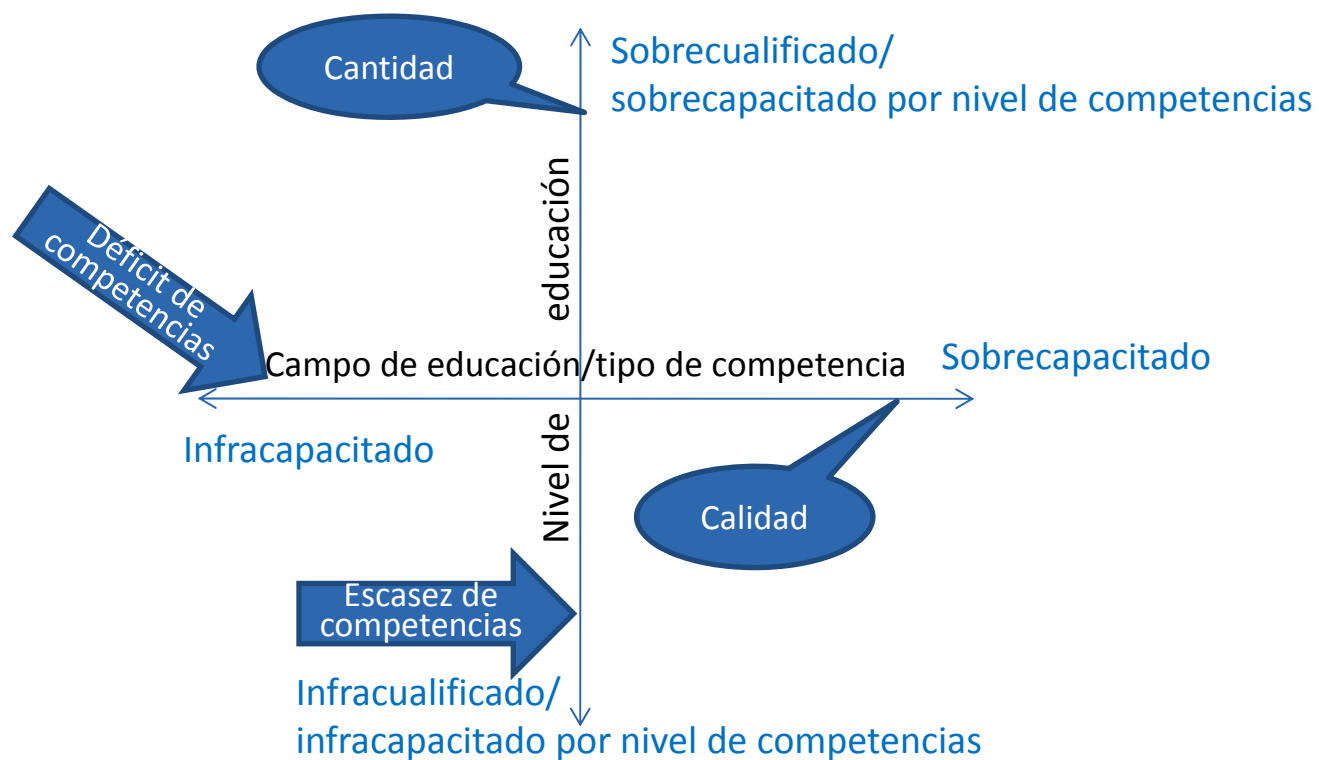 Cantidad
Sobrecualificado/
sobrecapacitado por nivel de competencias
Nivel de educación
Déficit de
competencias
Campo de educación/tipo de competencia
Sobrecapacitado
Infracapacitado
Calidad
Escasez de
competencias
Infracualificado/
infracapacitado por nivel de competencias